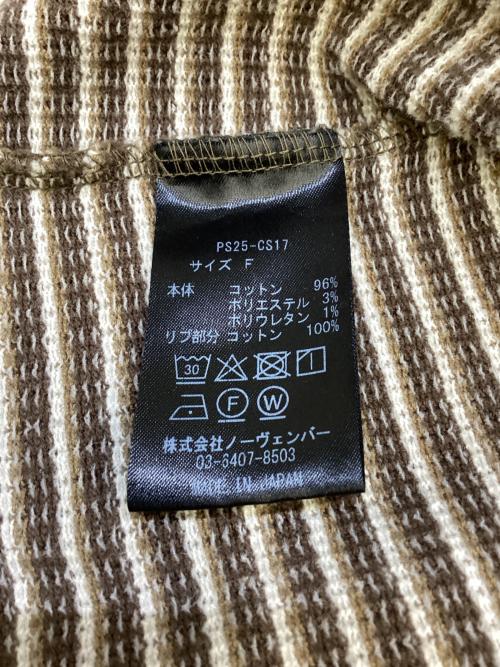 PS25-CS17
サイズ F
本体 コットン 96%
ポリエステル 3%
ポリウレタン 1%
リブ部分 コットン 100%
30
F W
株式会社ノーヴェンバー
03-6407-8503
MADE IN JAPAN